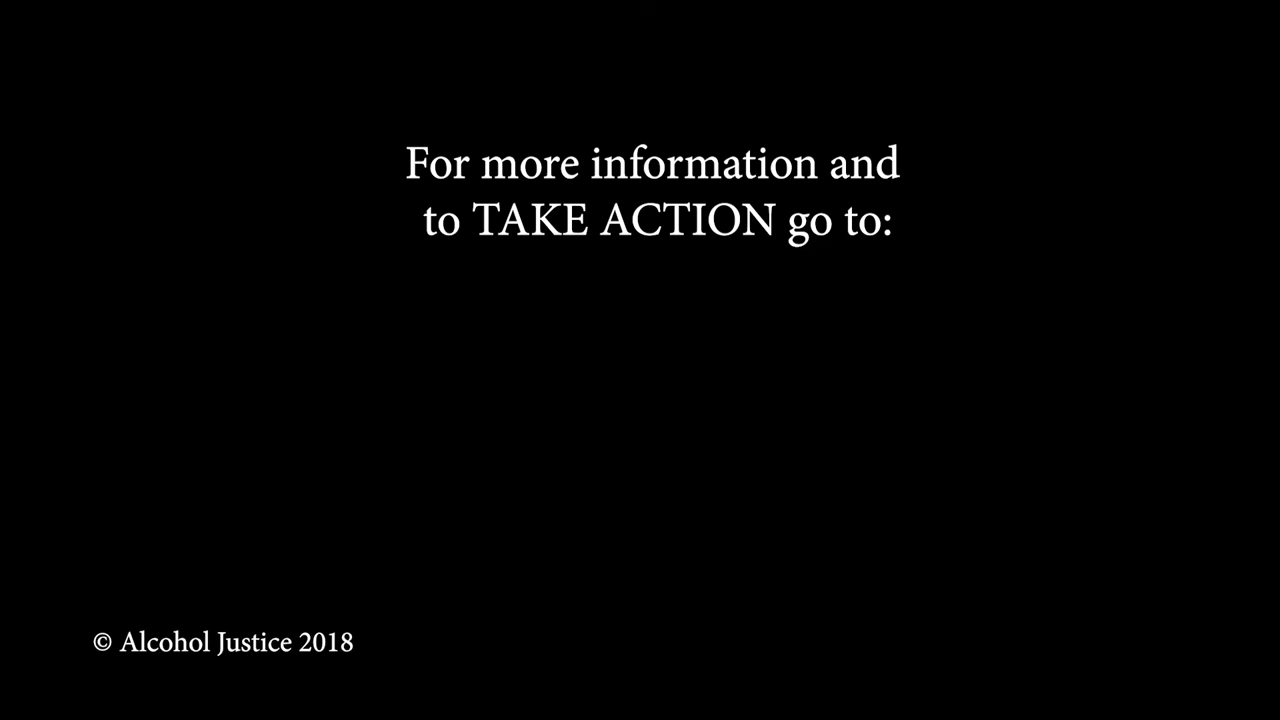 For more information and
to TAKE ACTION go to:
© Alcohol Justice 2018